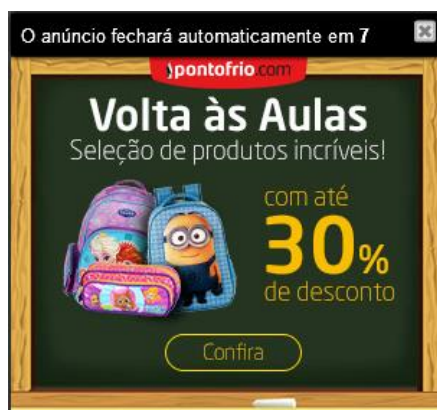 O anúncio fechará automaticamente em 7
pontofrio.com
Volta às Aulas
Seleção de produtos incríveis!
com até
30%
de desconto
Confira